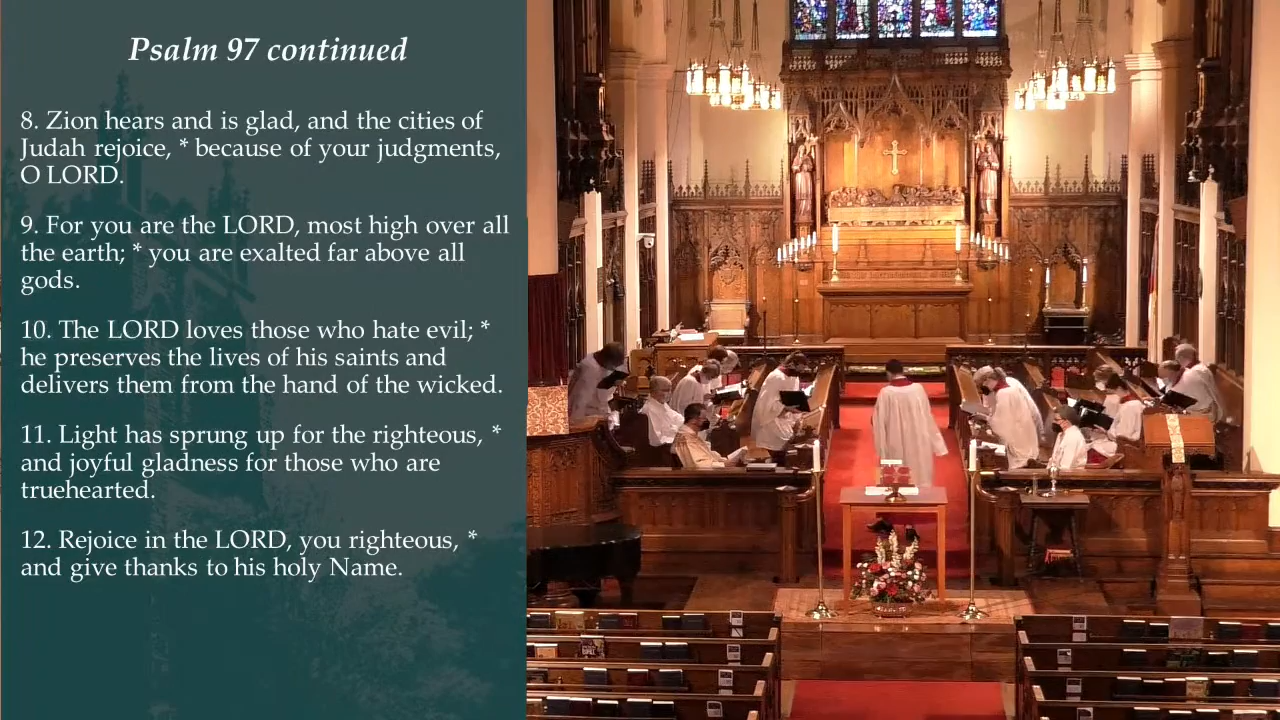 Psalm 97 continued
8. Zion hears and is glad, and the cities of
Judah rejoice, * because of your judgments,
O LORD.
9. For you are the LORD, most high over all
the earth; * you are exalted far above all
gods.
10. The LORD loves those who hate evil; *
he preserves the lives of his saints and
delivers them from the hand of the wicked.
11. Light has sprung up for the righteous, *
and joyful gladness for those who are
truehearted.
12. Rejoice in the LORD, you righteous, *
and give thanks to his holy Name.